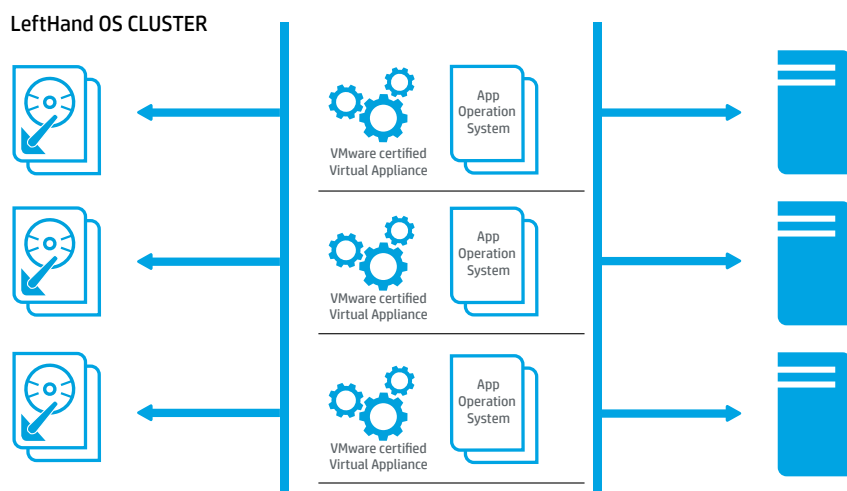 LeftHand OS CLUSTER
App
Operation
System
VMware certified
Virtual Appliance
App
Operation
System
VMware certified
Virtual Appliance
App
Operation
System
VMware certified
Virtual Appliance